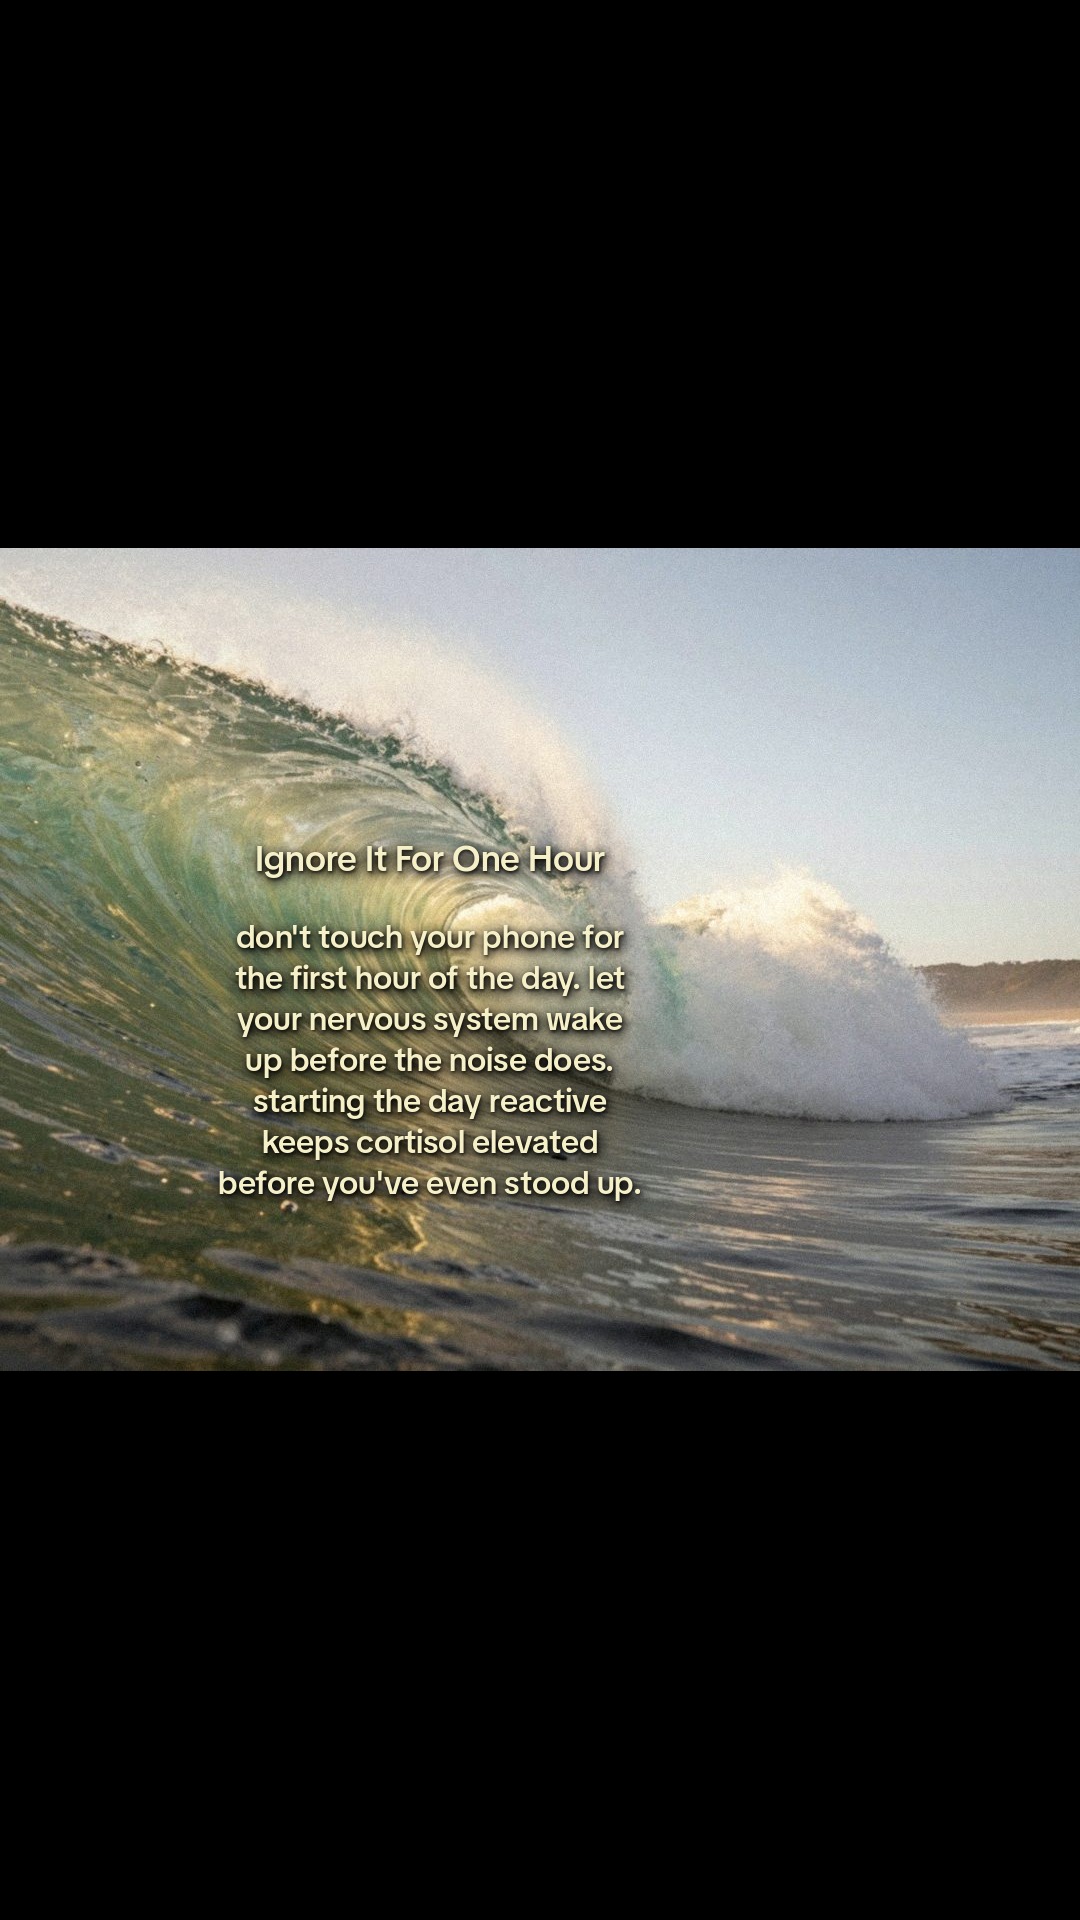 Ignore It For One Hour
don't touch your phone for
the first hour of the day. let
your nervous system wake
up before the noise does.
starting the day reactive
keeps cortisol elevated
before you've even stood up.